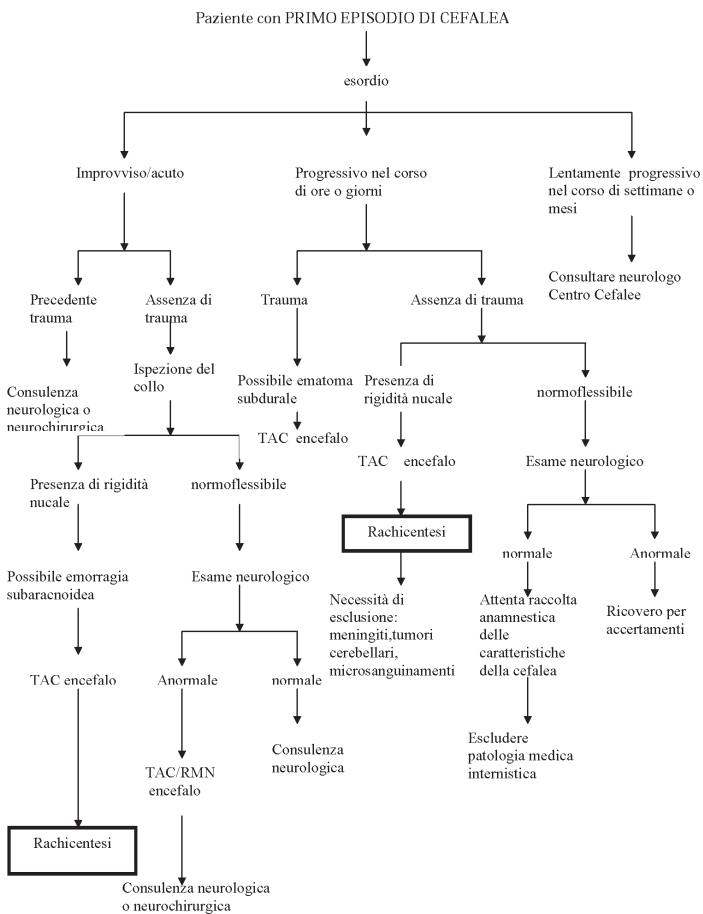 Paziente con PRIMO EPISODIO DI CEFALEA
esordio
Improvviso/acuto
Progressivo nel corso
di ore o giorni
Lentamente progressivo
nel corso di settimane o
mesi
Consultare neurologo
Centro Cefalee
Precedente
trauma
Assenza di
trauma
Trauma
Assenza di trauma
Consulenza
neurologica o
neurochirurgica
Ispezione del
collo
Possibile ematoma
subdurale
TAC encefalo
Presenza di
rigidità nucale
normoflessibile
TAC encefalo
Esame neurologico
Presenza di rigidità
nucale
normoflessibile
Rachicentesi
normale
Anormale
Possibile emorragia
subaracnoidea
Esame neurologico
Necessità di
esclusione:
meningiti,tumori
cerebellari,
microsanguinamenti
Attenta raccolta
anamnestica
delle
caratteristiche
della cefalea
Ricovero per
accertamenti
TAC encefalo
Anormale
normale
Consulenza
neurologica
Escludere
patologia medica
internistica
TAC/RMN
encefalo
Rachicentesi
Consulenza neurologica
o neurochirurgica